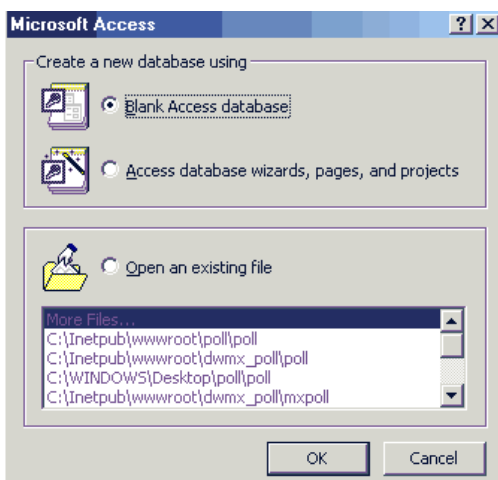 Microsoft Access
Create a new database using
Blank Access database
Access database wizards, pages, and projects
Open an existing file
More Files...
C:\Inetpub\wwwroot\poll\poll
C:\Inetpub\wwwroot\dwmx_poll\poll
C:\WINDOWS\Desktop\poll\poll
C:\Inetpub\wwwroot\dwmx_poll\mxpoll
OK Cancel